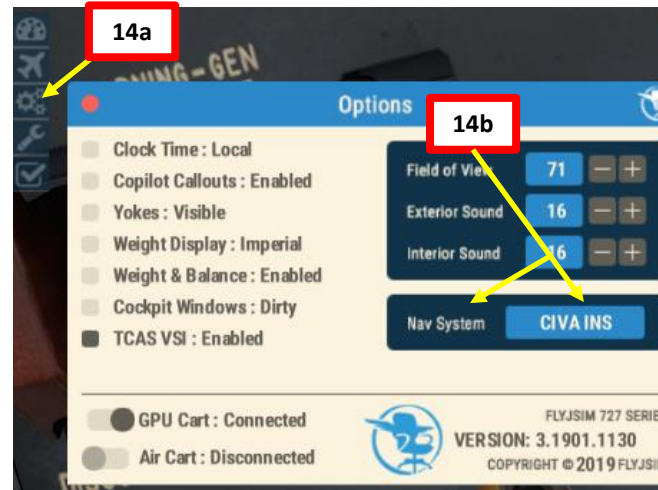 14a
NING-GEN
Options
14b
Clock Time : Local
Copilot Callouts : Enabled
Yokes : Visible
Weight Display : Imperial
Weight & Balance : Enabled
Cockpit Windows : Dirty
TCAS VSI : Enabled
Field of View 71 − +
Exterior Sound 16 − +
Interior Sound 16 − +
Nav System CIVA INS
GPU Cart : Connected
Air Cart : Disconnected
FLYJSIM 727 SERIE
VERSION: 3.1901.1130
COPYRIGHT © 2019 FLYJSI